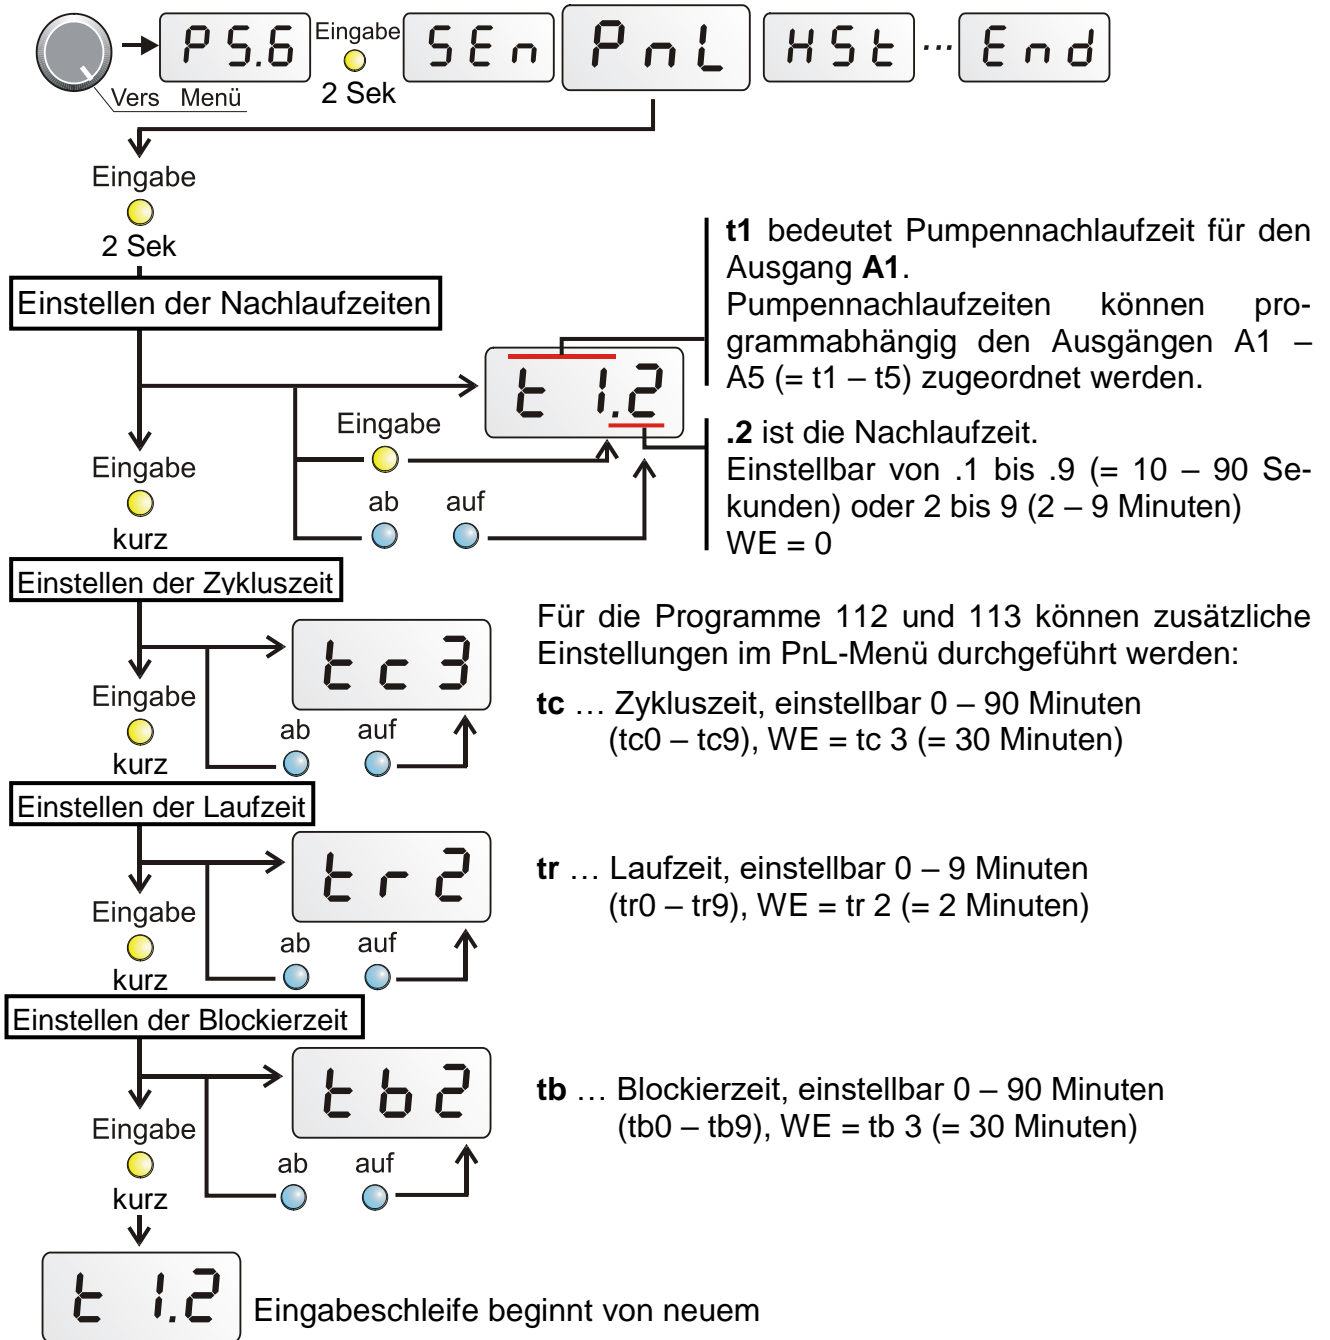 P 5.6 Eingabe SEn PnL HSt ... End
Vers Menü 2 Sek
Eingabe
2 Sek
Einstellen der Nachlaufzeiten
t 1.2
t1 bedeutet Pumpennachlaufzeit für den
Ausgang A1.
Pumpennachlaufzeiten können pro-
grammabhängig den Ausgängen A1 –
A5 (= t1 – t5) zugeordnet werden.
Eingabe
ab auf
.2 ist die Nachlaufzeit.
Einstellbar von .1 bis .9 (= 10 – 90 Se-
kunden) oder 2 bis 9 (2 – 9 Minuten)
WE = 0
Eingabe
kurz
Einstellen der Zykluszeit
tc3
ab auf
Für die Programme 112 und 113 können zusätzliche
Einstellungen im PnL-Menü durchgeführt werden:
tc … Zykluszeit, einstellbar 0 – 90 Minuten
(tc0 – tc9), WE = tc 3 (= 30 Minuten)
Eingabe
kurz
Einstellen der Laufzeit
tr2
ab auf
tr … Laufzeit, einstellbar 0 – 9 Minuten
(tr0 – tr9), WE = tr 2 (= 2 Minuten)
Eingabe
kurz
Einstellen der Blockierzeit
tb2
ab auf
tb … Blockierzeit, einstellbar 0 – 90 Minuten
(tb0 – tb9), WE = tb 3 (= 30 Minuten)
Eingabe
kurz
t 1.2
Eingabeschleife beginnt von neuem